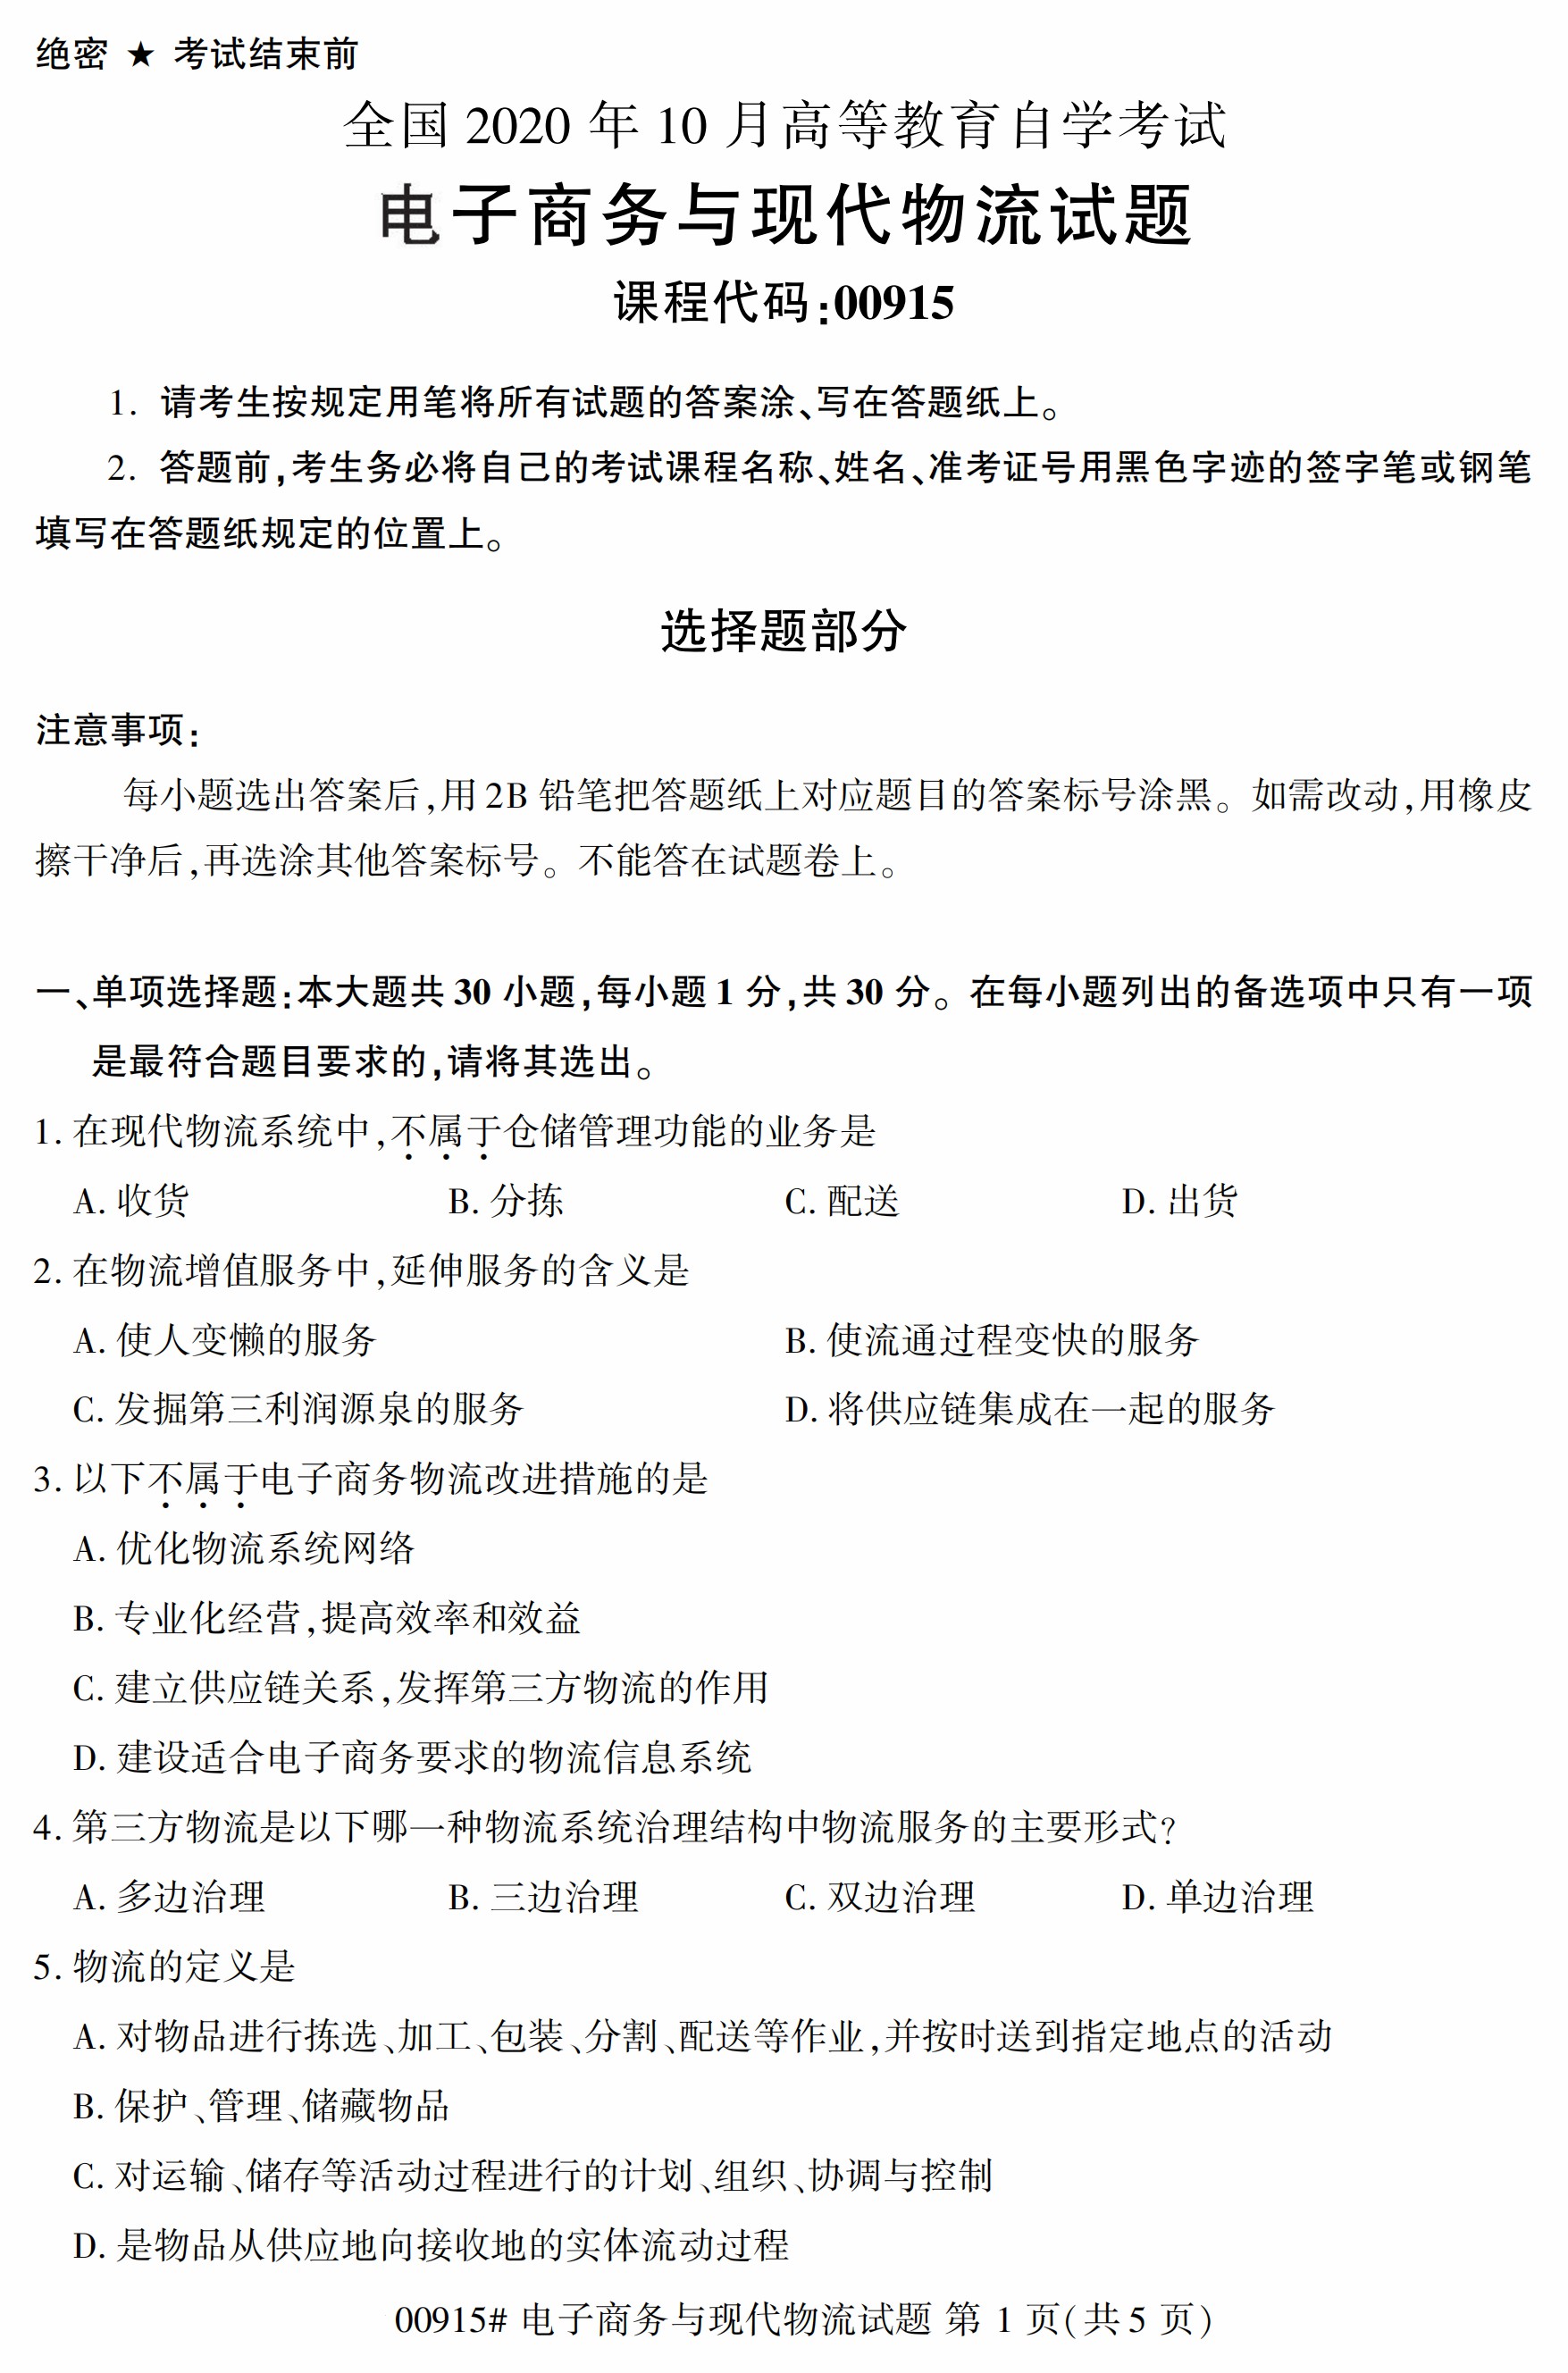 绝密 ★ 考试结束前
全国 2020 年 10 月高等教育自学考试
电子商务与现代物流试题
课程代码:00915
1. 请考生按规定用笔将所有试题的答案涂、写在答题纸上。
2. 答题前,考生务必将自己的考试课程名称、姓名、准考证号用黑色字迹的签字笔或钢笔
填写在答题纸规定的位置上。
选择题部分
注意事项:
每小题选出答案后,用 2B 铅笔把答题纸上对应题目的答案标号涂黑。如需改动,用橡皮
擦干净后,再选涂其他答案标号。不能答在试题卷上。
一、单项选择题:本大题共 30 小题,每小题 1 分,共 30 分。在每小题列出的备选项中只有一项
是最符合题目要求的,请将其选出。
1. 在现代物流系统中,不属于仓储管理功能的业务是
A. 收货 B. 分拣 C. 配送 D. 出货
2. 在物流增值服务中,延伸服务的含义是
A. 使人变懒的服务 B. 使流通过程变快的服务
C. 发掘第三利润源泉的服务 D. 将供应链集成在一起的服务
3. 以下不属于电子商务物流改进措施的是
A. 优化物流系统网络
B. 专业化经营,提高效率和效益
C. 建立供应链关系,发挥第三方物流的作用
D. 建设适合电子商务要求的物流信息系统
4. 第三方物流是以下哪一种物流系统治理结构中物流服务的主要形式?
A. 多边治理 B. 三边治理 C. 双边治理 D. 单边治理
5. 物流的定义是
A. 对物品进行拣选、加工、包装、分割、配送等作业,并按时送到指定地点的活动
B. 保护、管理、储藏物品
C. 对运输、储存等活动过程进行的计划、组织、协调与控制
D. 是物品从供应地向接收地的实体流动过程
00915# 电子商务与现代物流试题 第 1 页(共 5 页)